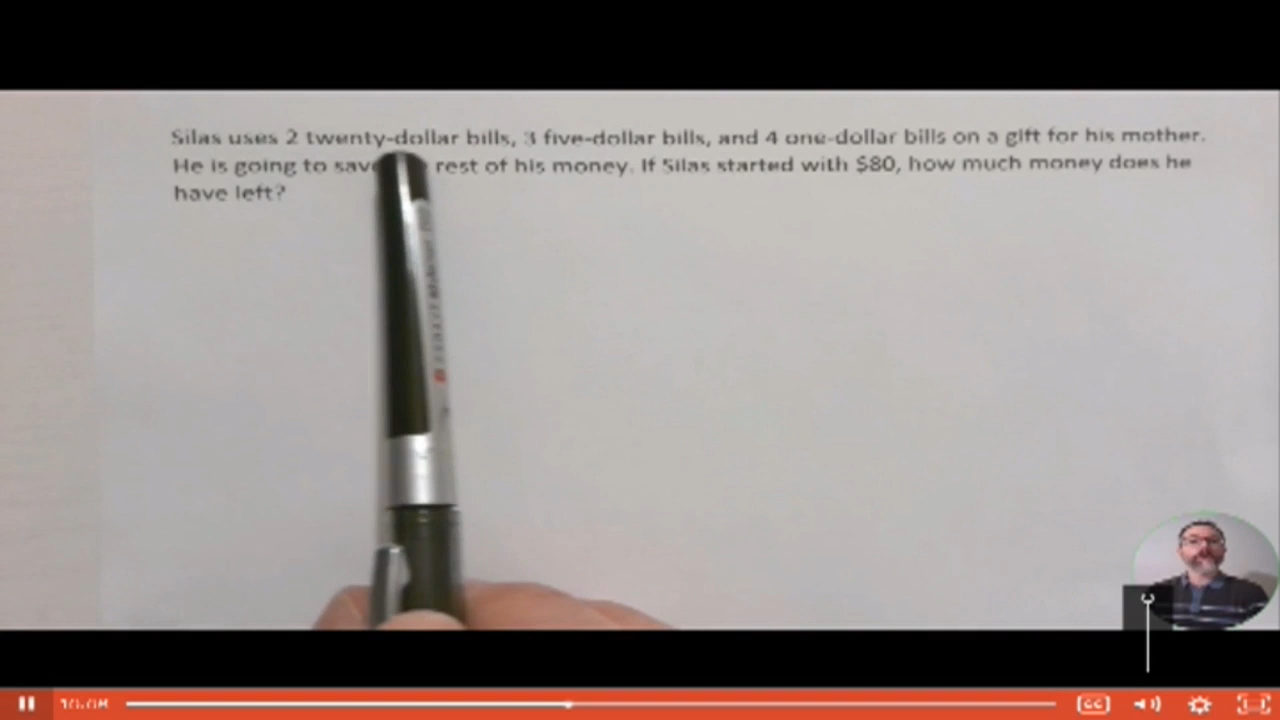 Silas uses 2 twenty-dollar bills, 3 five-dollar bills, and 4 one-dollar bills on a gift for his mother.
He is going to save rest of his money. If Silas started with $80, how much money does he
have left?
CC